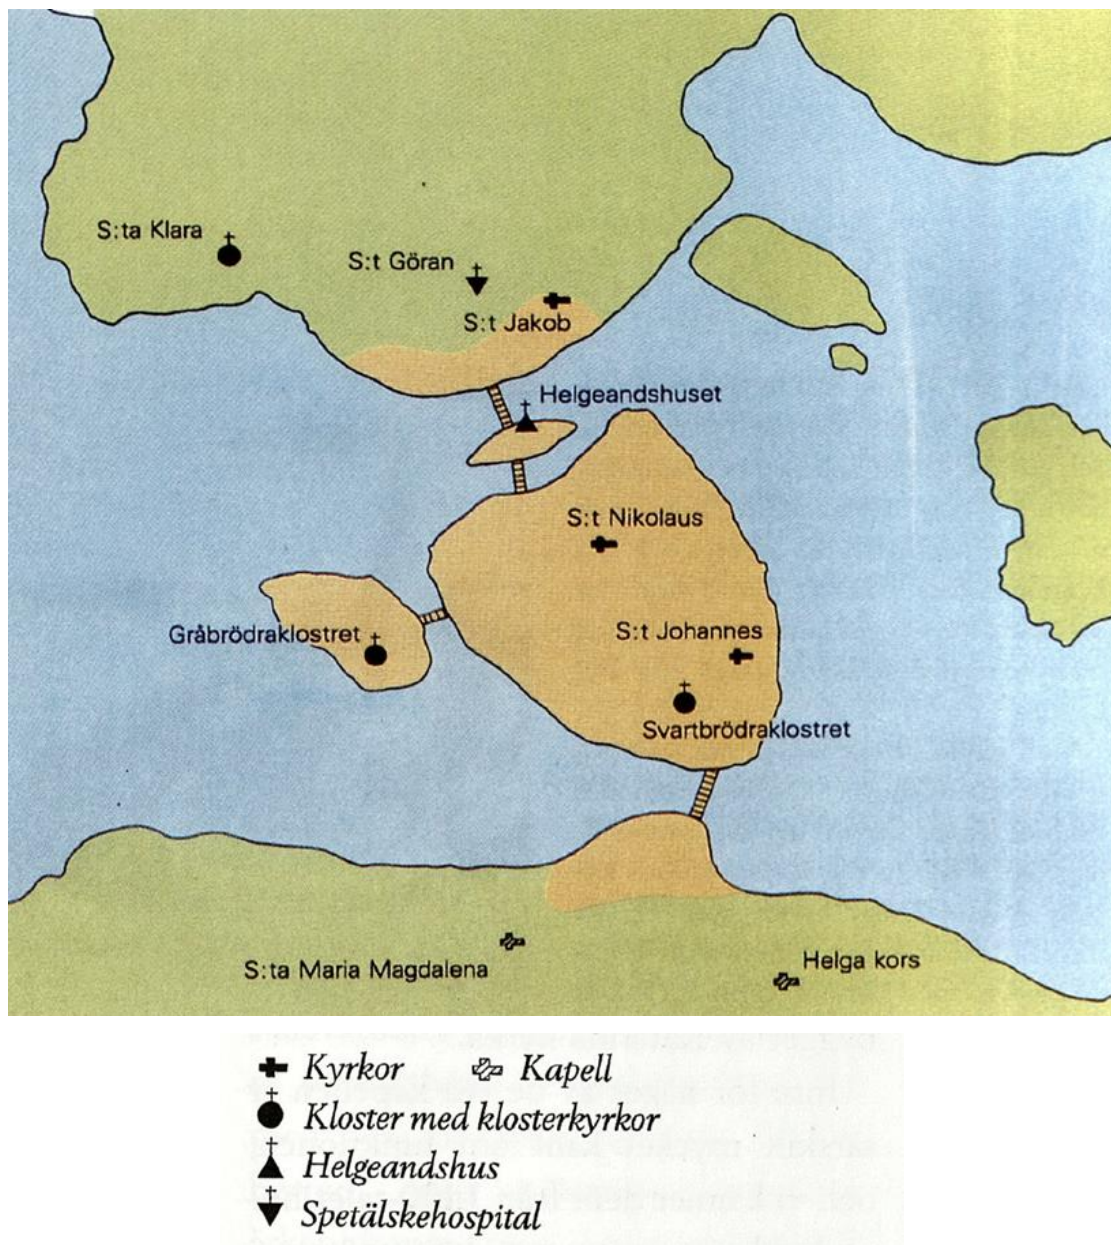 S:ta Klara
S:t Göran
S:t Jakob
Helgeandshuset
S:t Nikolaus
Gråbrödraklostret
S:t Johannes
Svartbrödraklostret
S:ta Maria Magdalena
Helga kors
Kyrkor
Kapell
Kloster med klosterkyrkor
Helgeandshus
Spetälskehospital